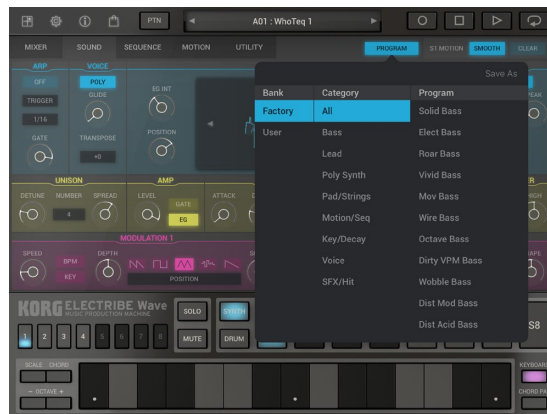 PTN
A01 : WhoTeq 1
MIXER SOUND SEQUENCE MOTION UTILITY
PROGRAM S1 MOTION SMOOTH CLEAR
ARP VOICE
OFF POLY
GLIDE
EG INT
TRIGGER
1/16
GATE TRANSPOSE
POSITION
+0
Save As
Bank Category Program
Factory All Solid Bass
User Bass Elect Bass
Lead Roar Bass
Poly Synth Vivid Bass
Pad/Strings Mov Bass
Motion/Seq Wire Bass
Key/Decay Octave Bass
Voice Dirty VPM Bass
SFX/Hit Wobble Bass
Dist Mod Bass
Dist Acid Bass
UNISON AMP
DETUNE NUMBER SPREAD LEVEL ATTACK
GATE
4
EG
MODULATION 1
SPEED DEPTH
BPM
KEY
POSITION
KORG ELECTRIBE Wave
MUSIC PRODUCTION MACHINE
SOLO SYNTH
1 2 3 4 5 6 7 8
MUTE DRUM
S8
SCALE CHORD
- OCTAVE +
KEYBOARD
CHORD PA